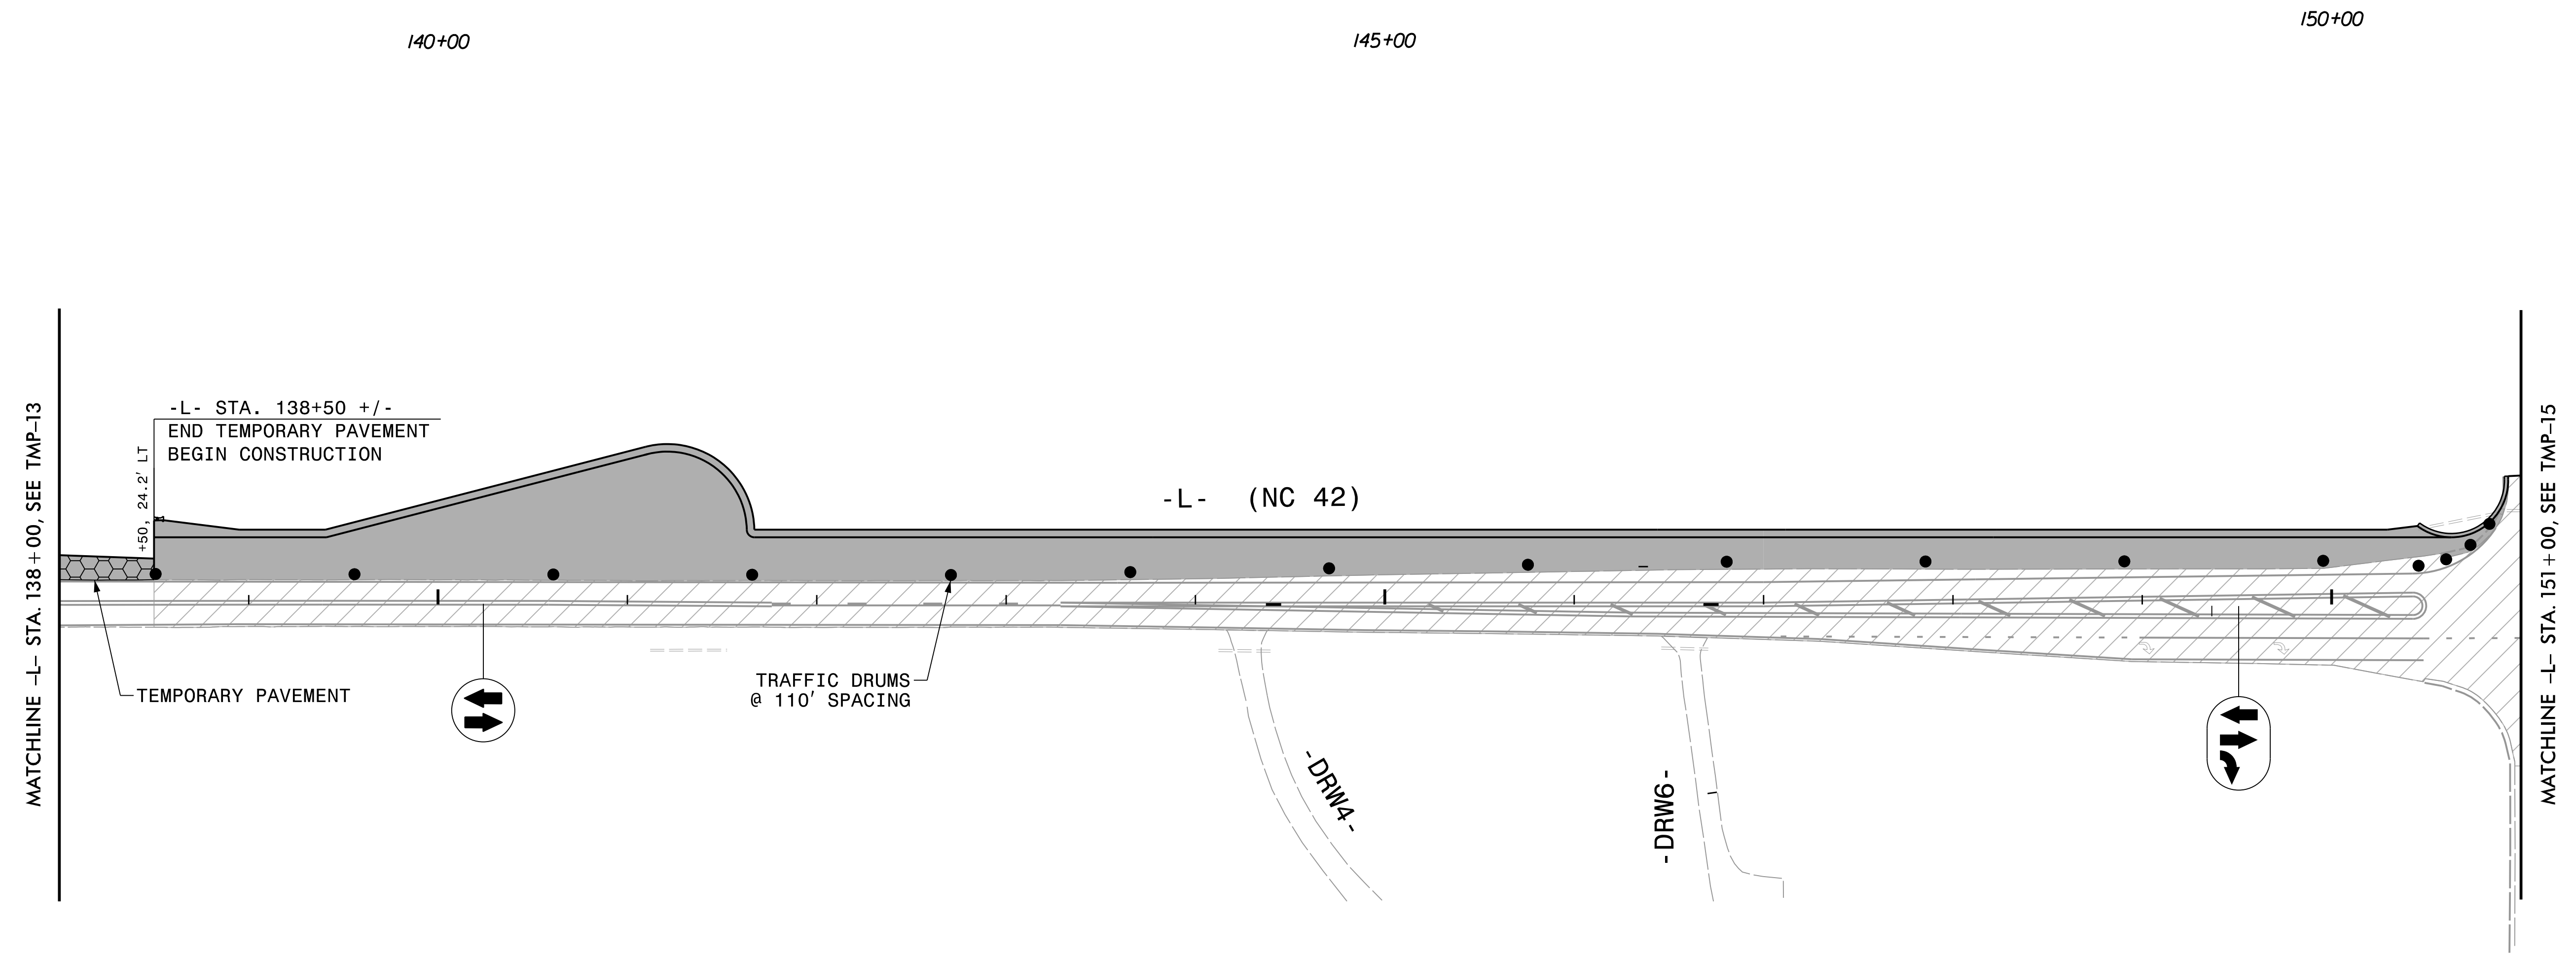 140+00
145+00
150+00
MATCHLINE -L- STA. 138+00, SEE TMP-13
-L- STA. 138+50 +/-
END TEMPORARY PAVEMENT
BEGIN CONSTRUCTION
+50, 24.2' LT
-L- (NC 42)
TEMPORARY PAVEMENT
TRAFFIC DRUMS
@ 110' SPACING
-DRW4-
-DRW6-
MATCHLINE -L- STA. 151+00, SEE TMP-15